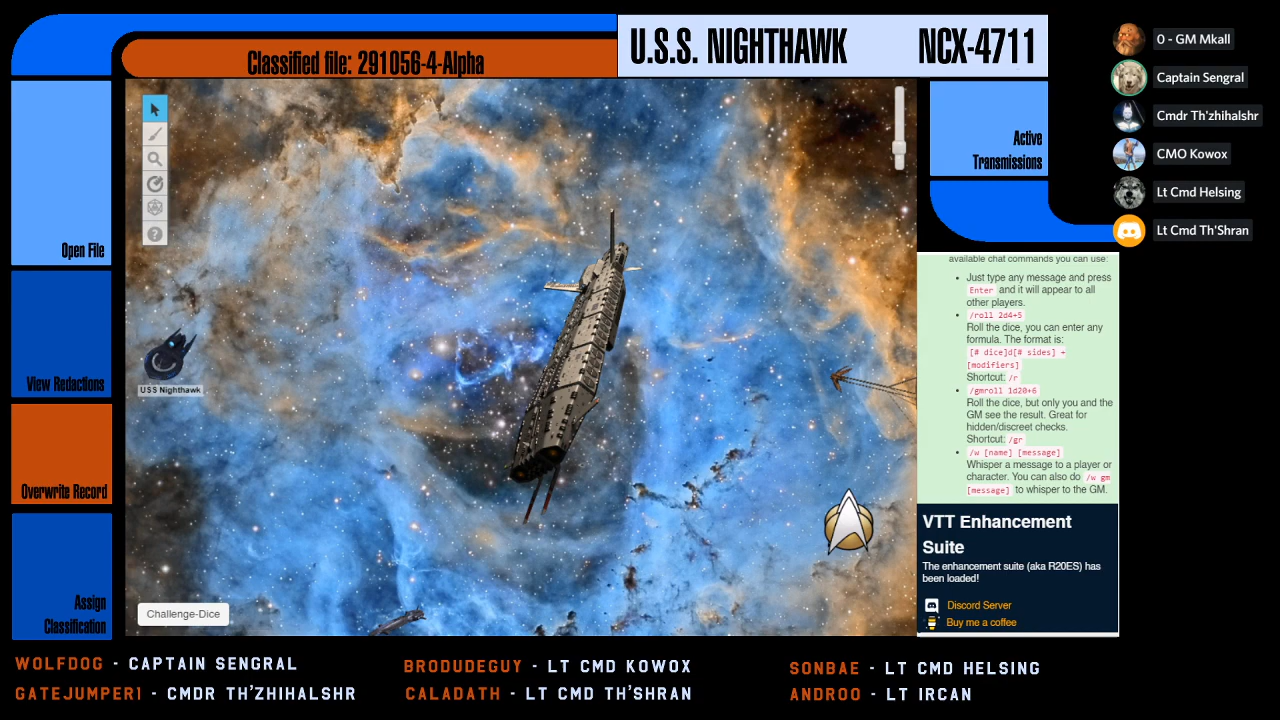 Classified file: 291056-4-Alpha
U.S.S. NIGHTHAWK NCX-4711
Open File
View Redactions
Overwrite Record
Assign
Classification
USS Nighthawk
Challenge-Dice
Active
Transmissions
0 - GM Mkall
Captain Sengral
Cmdr Th'zhihalshr
CMO Kowox
Lt Cmd Helsing
Lt Cmd Th'Shran
available chat commands you can use:
• Just type any message and press
Enter and it will appear to all
other players.
• /roll 2d4+5
Roll the dice, you can enter any
formula. The format is:
[# dice]d[# sides] +
[modifiers]
Shortcut: /r
• /gmroll 1d20+6
Roll the dice, but only you and the
GM see the result. Great for
hidden/discreet checks.
Shortcut: /gr
• /w [name] [message]
Whisper a message to a player or
character. You can also do /w gm
[message] to whisper to the GM.
VTT Enhancement
Suite
The enhancement suite (aka R20ES) has
been loaded!
Discord Server
Buy me a coffee
WOLFDOG - CAPTAIN SENGRAL
GATEJUMPER1 - CMDR TH'ZHIHALSHR
BRODUDEGUY - LT CMD KOWOX
CALADATH - LT CMD TH'SHRAN
SONBAE - LT CMD HELSING
ANDROO - LT IRCAN